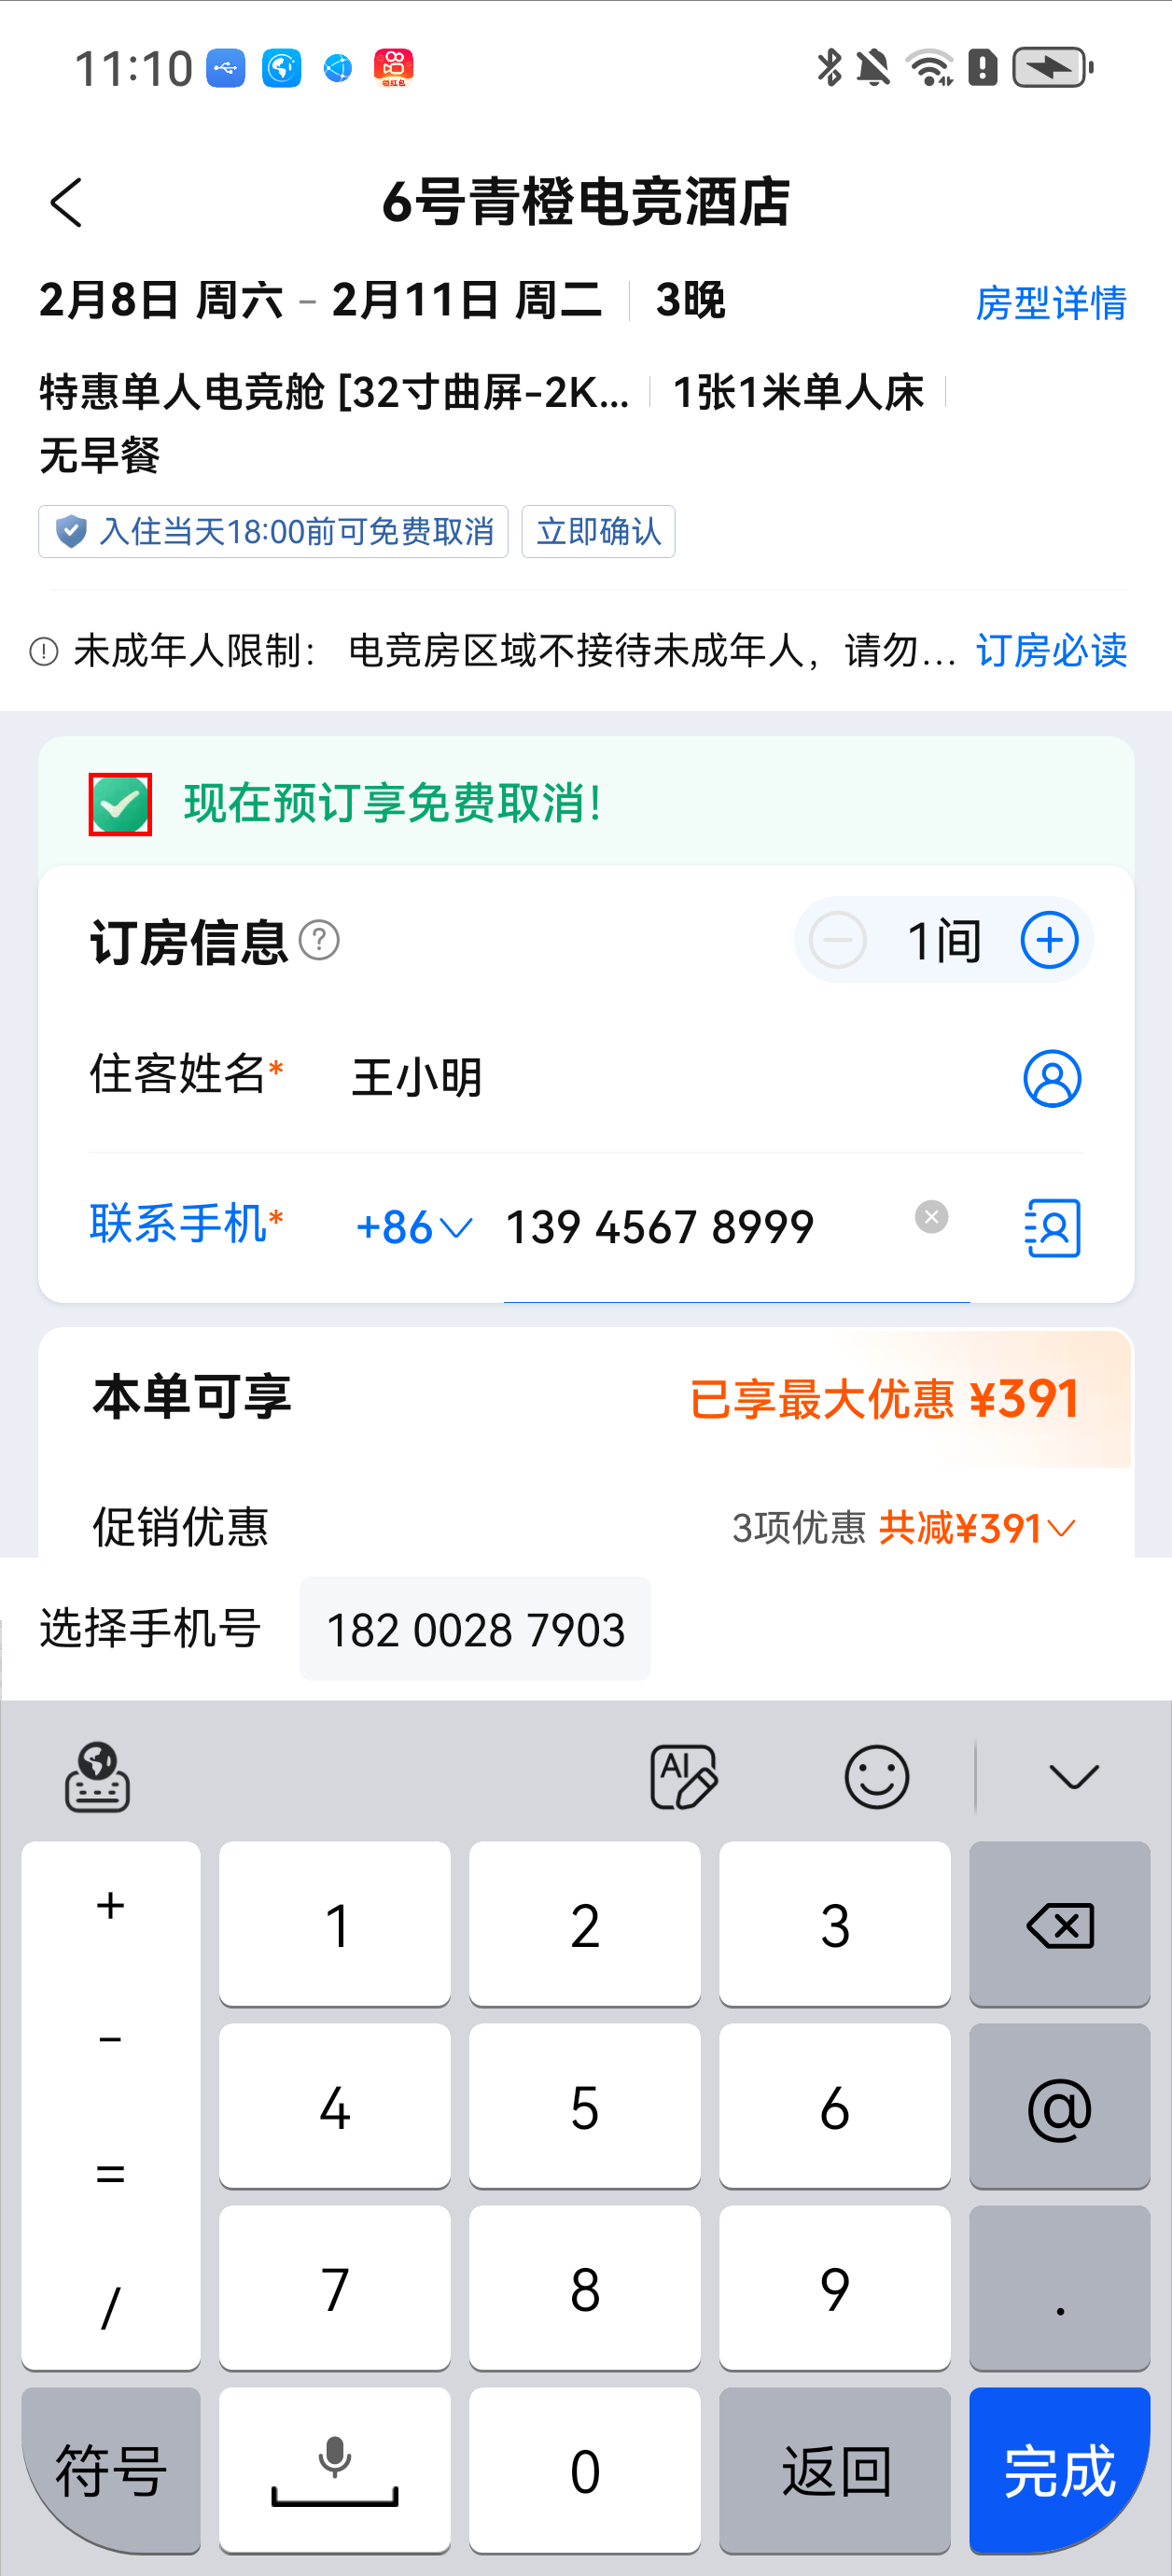 11:10
领红包
6号青橙电竞酒店
2月8日 周六 - 2月11日 周二 3晚 房型详情
特惠单人电竞舱 [32寸曲屏-2K... 1张1米单人床
无早餐
入住当天18:00前可免费取消 立即确认
未成年人限制： 电竞房区域不接待未成年人，请勿... 订房必读
现在预订享免费取消！
订房信息 ? 1间
住客姓名* 王小明
联系手机* +86 139 4567 8999
本单可享 已享最大优惠 ¥391
促销优惠 3项优惠 共减¥391
选择手机号 182 0028 7903
AI
+ 1 2 3
- 4 5 6 @
=
/ 7 8 9 .
符号 0 返回 完成